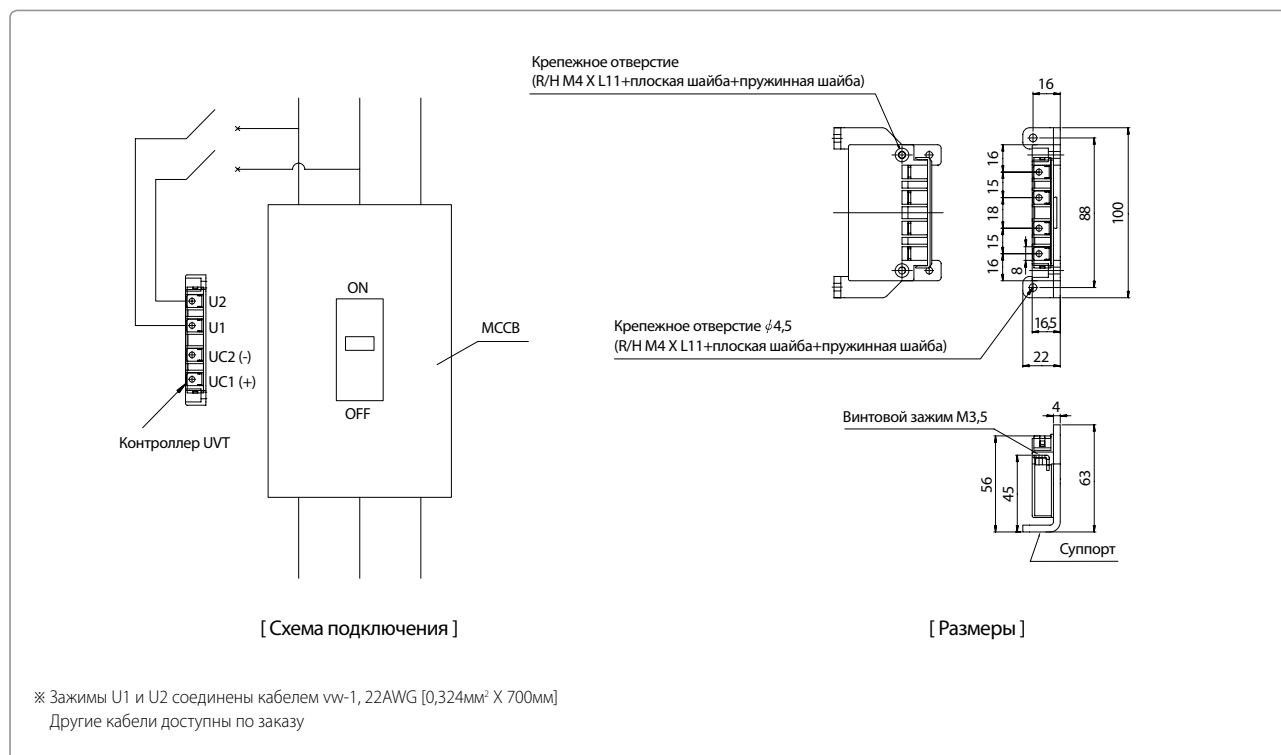 Крепежное отверстие
(R/H M4 X L11+плоская шайба+пружинная шайба)
16
16
15
18
15
16
8
88
100
16,5
22
Крепежное отверстие ϕ4,5
(R/H M4 X L11+плоская шайба+пружинная шайба)
U2
U1
UC2 (-)
UC1 (+)
Контроллер UVT
ON
OFF
MCCB
Винтовой зажим М3,5
4
56
45
63
Суппорт
[ Схема подключения ]
[ Размеры ]
※ Зажимы U1 и U2 соединены кабелем vw-1, 22AWG [0,324мм² X 700мм]
Другие кабели доступны по заказу